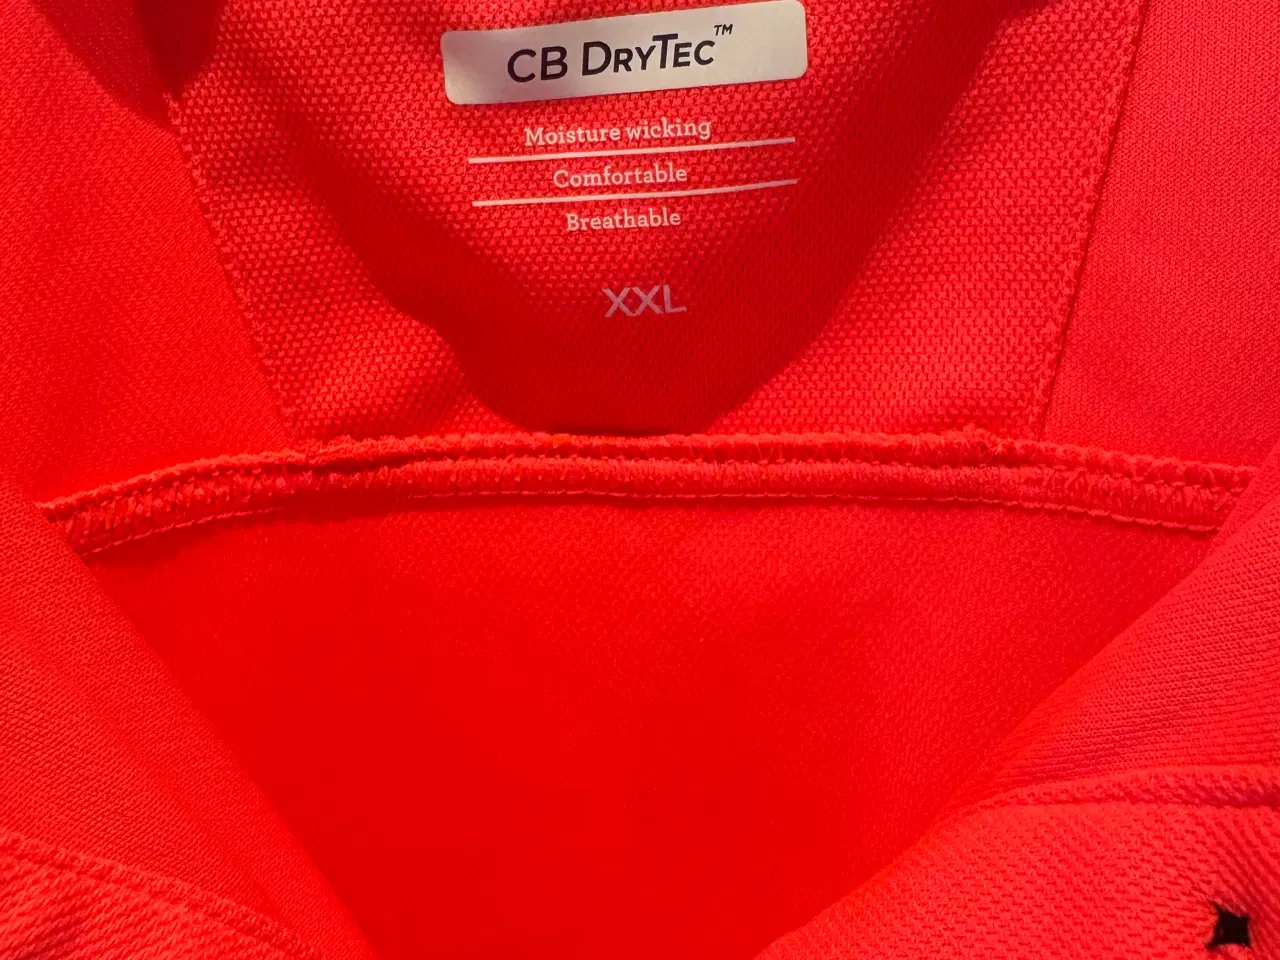 CB DRYTEC™
Moisture wicking
Comfortable
Breathable
XXL